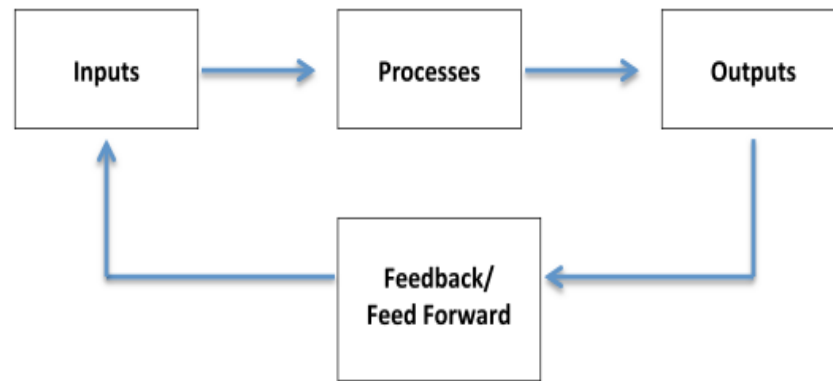 Inputs
Processes
Outputs
Feedback/
Feed Forward